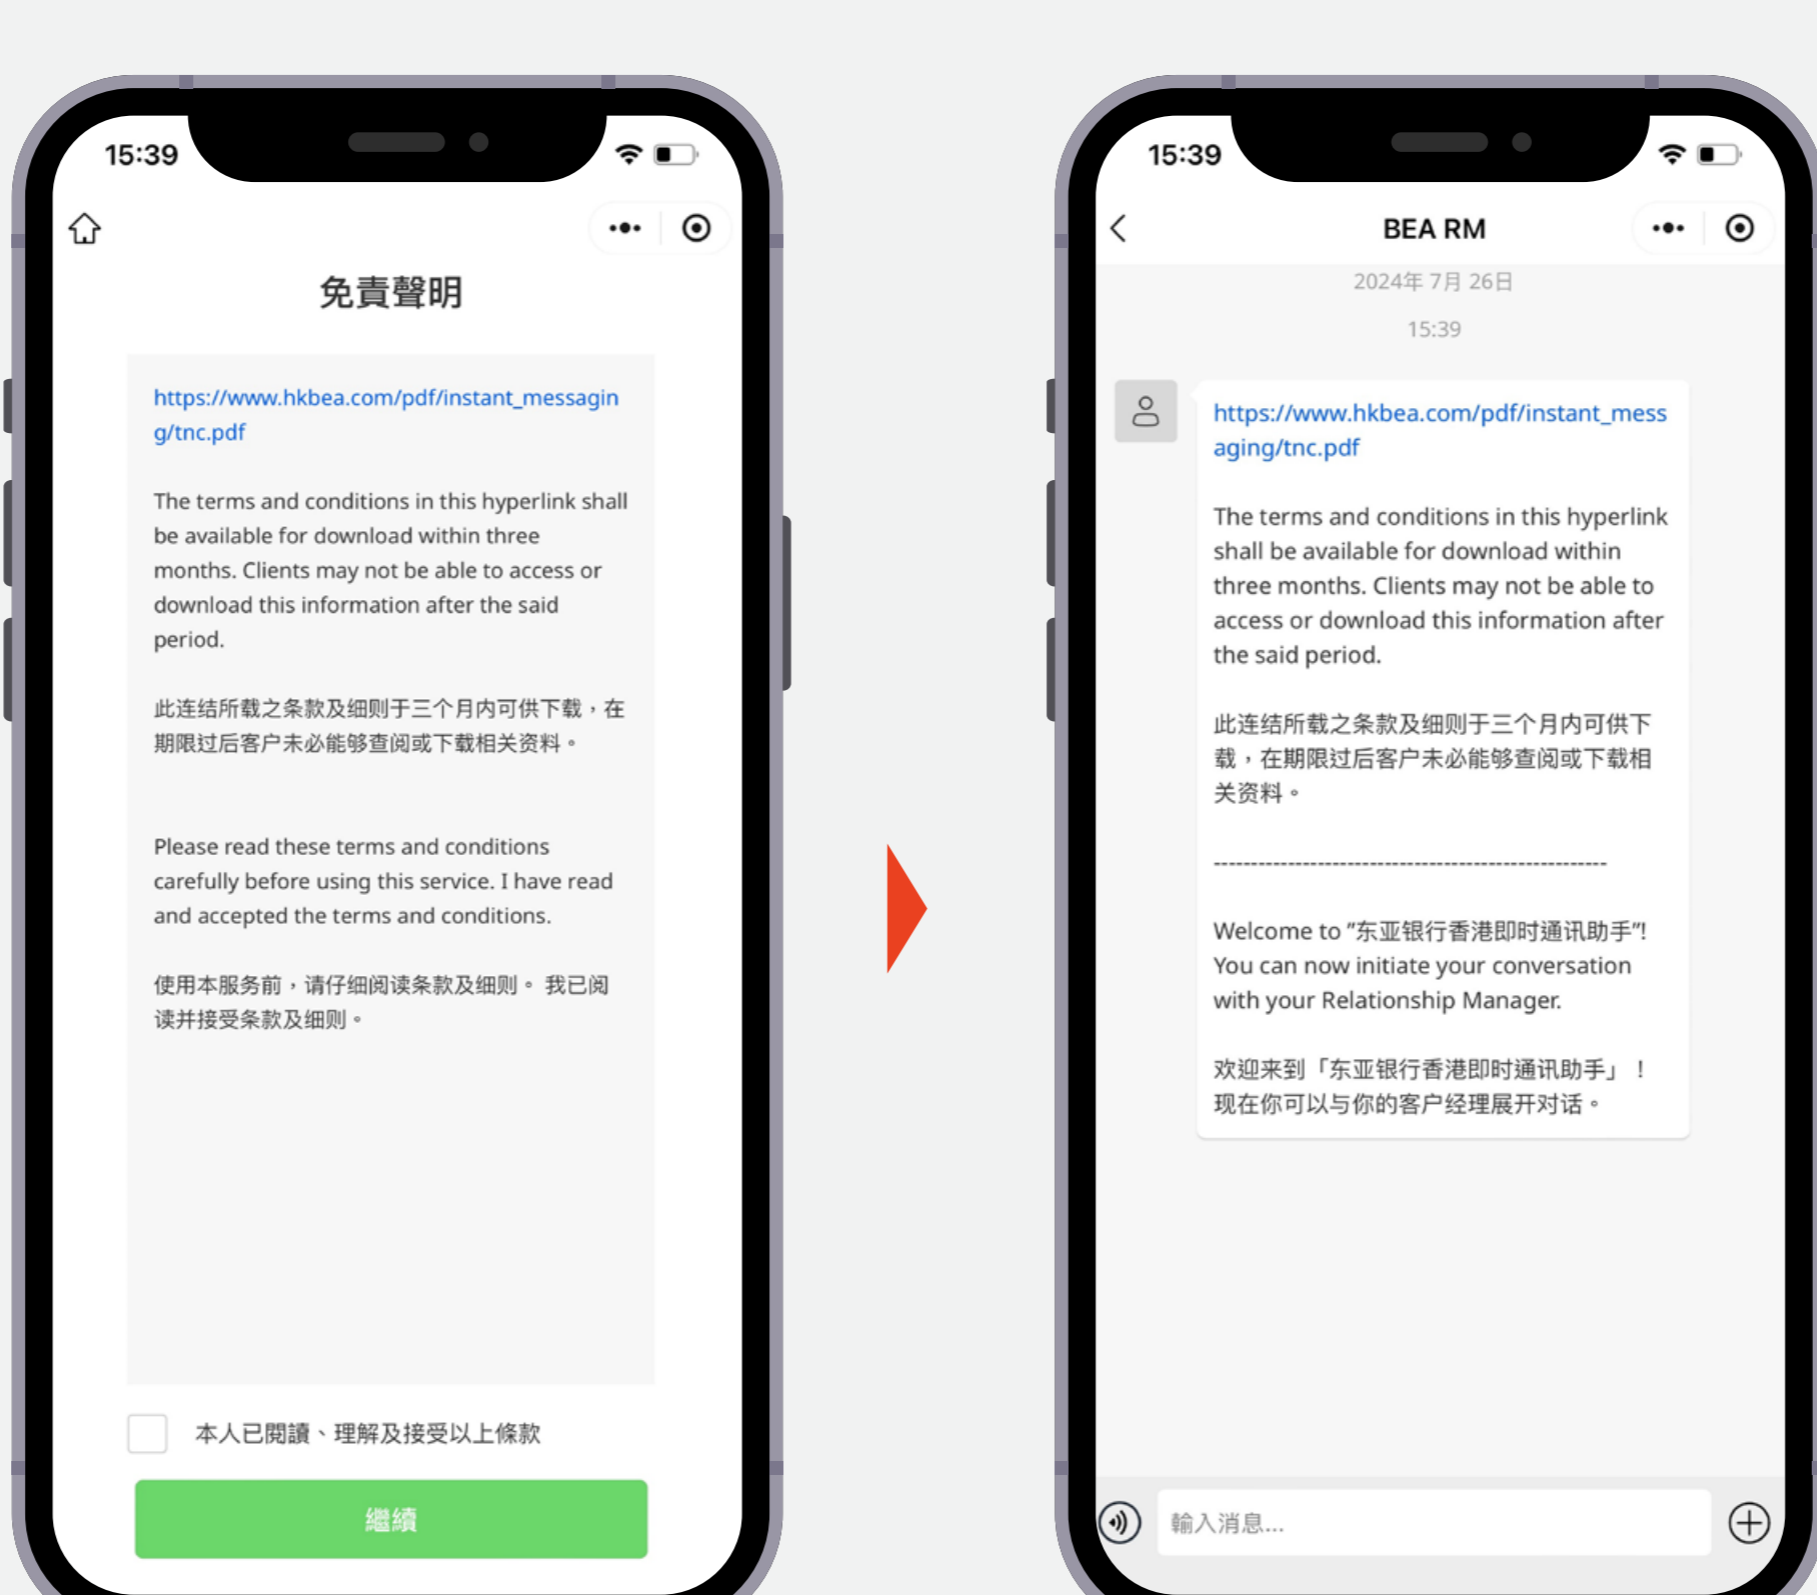 15:39
免責聲明
https://www.hkbea.com/pdf/instant_messagin
g/tnc.pdf
The terms and conditions in this hyperlink shall
be available for download within three
months. Clients may not be able to access or
download this information after the said
period.
此连结所载之条款及细则于三个月内可供下载，在
期限过后客户未必能够查阅或下载相关资料。
Please read these terms and conditions
carefully before using this service. I have read
and accepted the terms and conditions.
使用本服务前，请仔细阅读条款及细则。 我已阅
读并接受条款及细则。
本人已閱讀、理解及接受以上條款
繼續
15:39
BEA RM
2024年 7月 26日
15:39
https://www.hkbea.com/pdf/instant_mess
aging/tnc.pdf
The terms and conditions in this hyperlink
shall be available for download within
three months. Clients may not be able to
access or download this information after
the said period.
此连结所载之条款及细则于三个月内可供下
载，在期限过后客户未必能够查阅或下载相
关资料。
-----------------------------------------------------
Welcome to "东亚银行香港即时通讯助手"!
You can now initiate your conversation
with your Relationship Manager.
欢迎来到「东亚银行香港即时通讯助手」！
现在你可以与你的客户经理展开对话。
輸入消息...